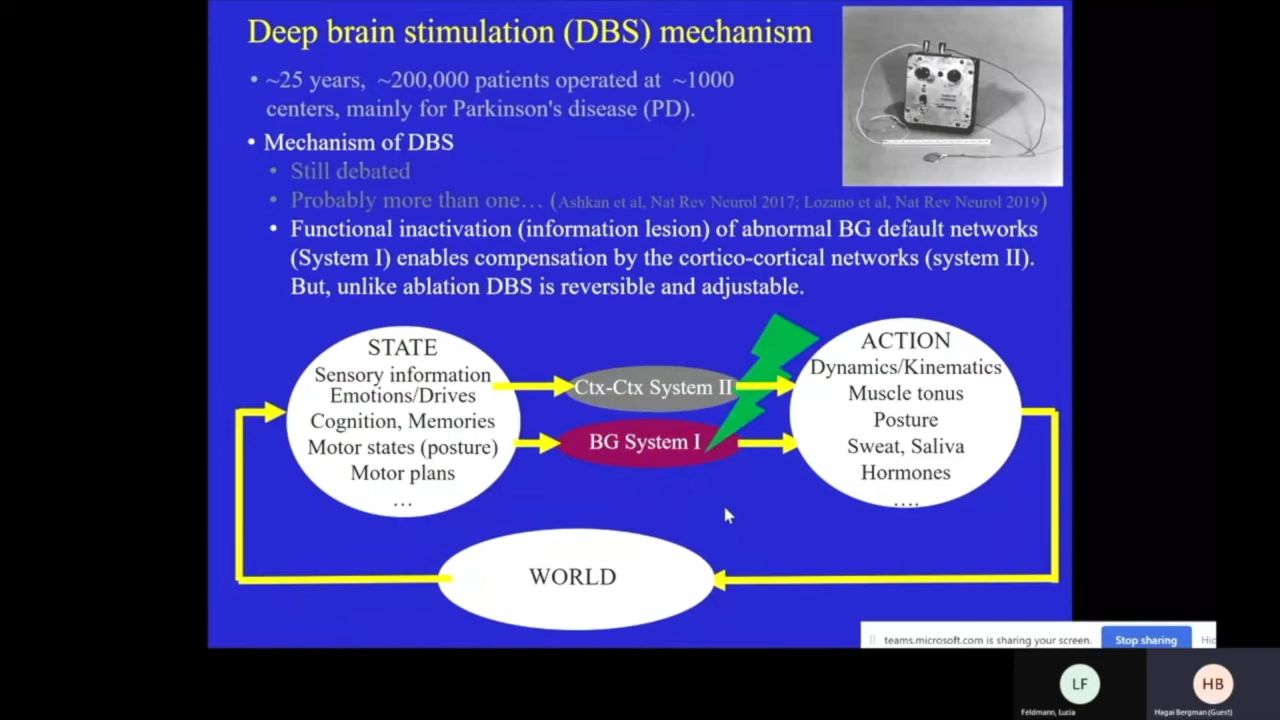 Deep brain stimulation (DBS) mechanism
• ~25 years, ~200,000 patients operated at ~1000
centers, mainly for Parkinson's disease (PD).
• Mechanism of DBS
• Still debated
• Probably more than one… (Ashkan et al, Nat Rev Neurol 2017; Lozano et al, Nat Rev Neurol 2019)
• Functional inactivation (information lesion) of abnormal BG default networks
(System I) enables compensation by the cortico-cortical networks (system II).
But, unlike ablation DBS is reversible and adjustable.
STATE
Sensory information
Emotions/Drives
Cognition, Memories
Motor states (posture)
Motor plans
…
Ctx-Ctx System II
BG System I
ACTION
Dynamics/Kinematics
Muscle tonus
Posture
Sweat, Saliva
Hormones
….
WORLD
teams.microsoft.com is sharing your screen.
Stop sharing
Hid
LF
Feldmann, Lucia
HB
Hagai Bergman (Guest)